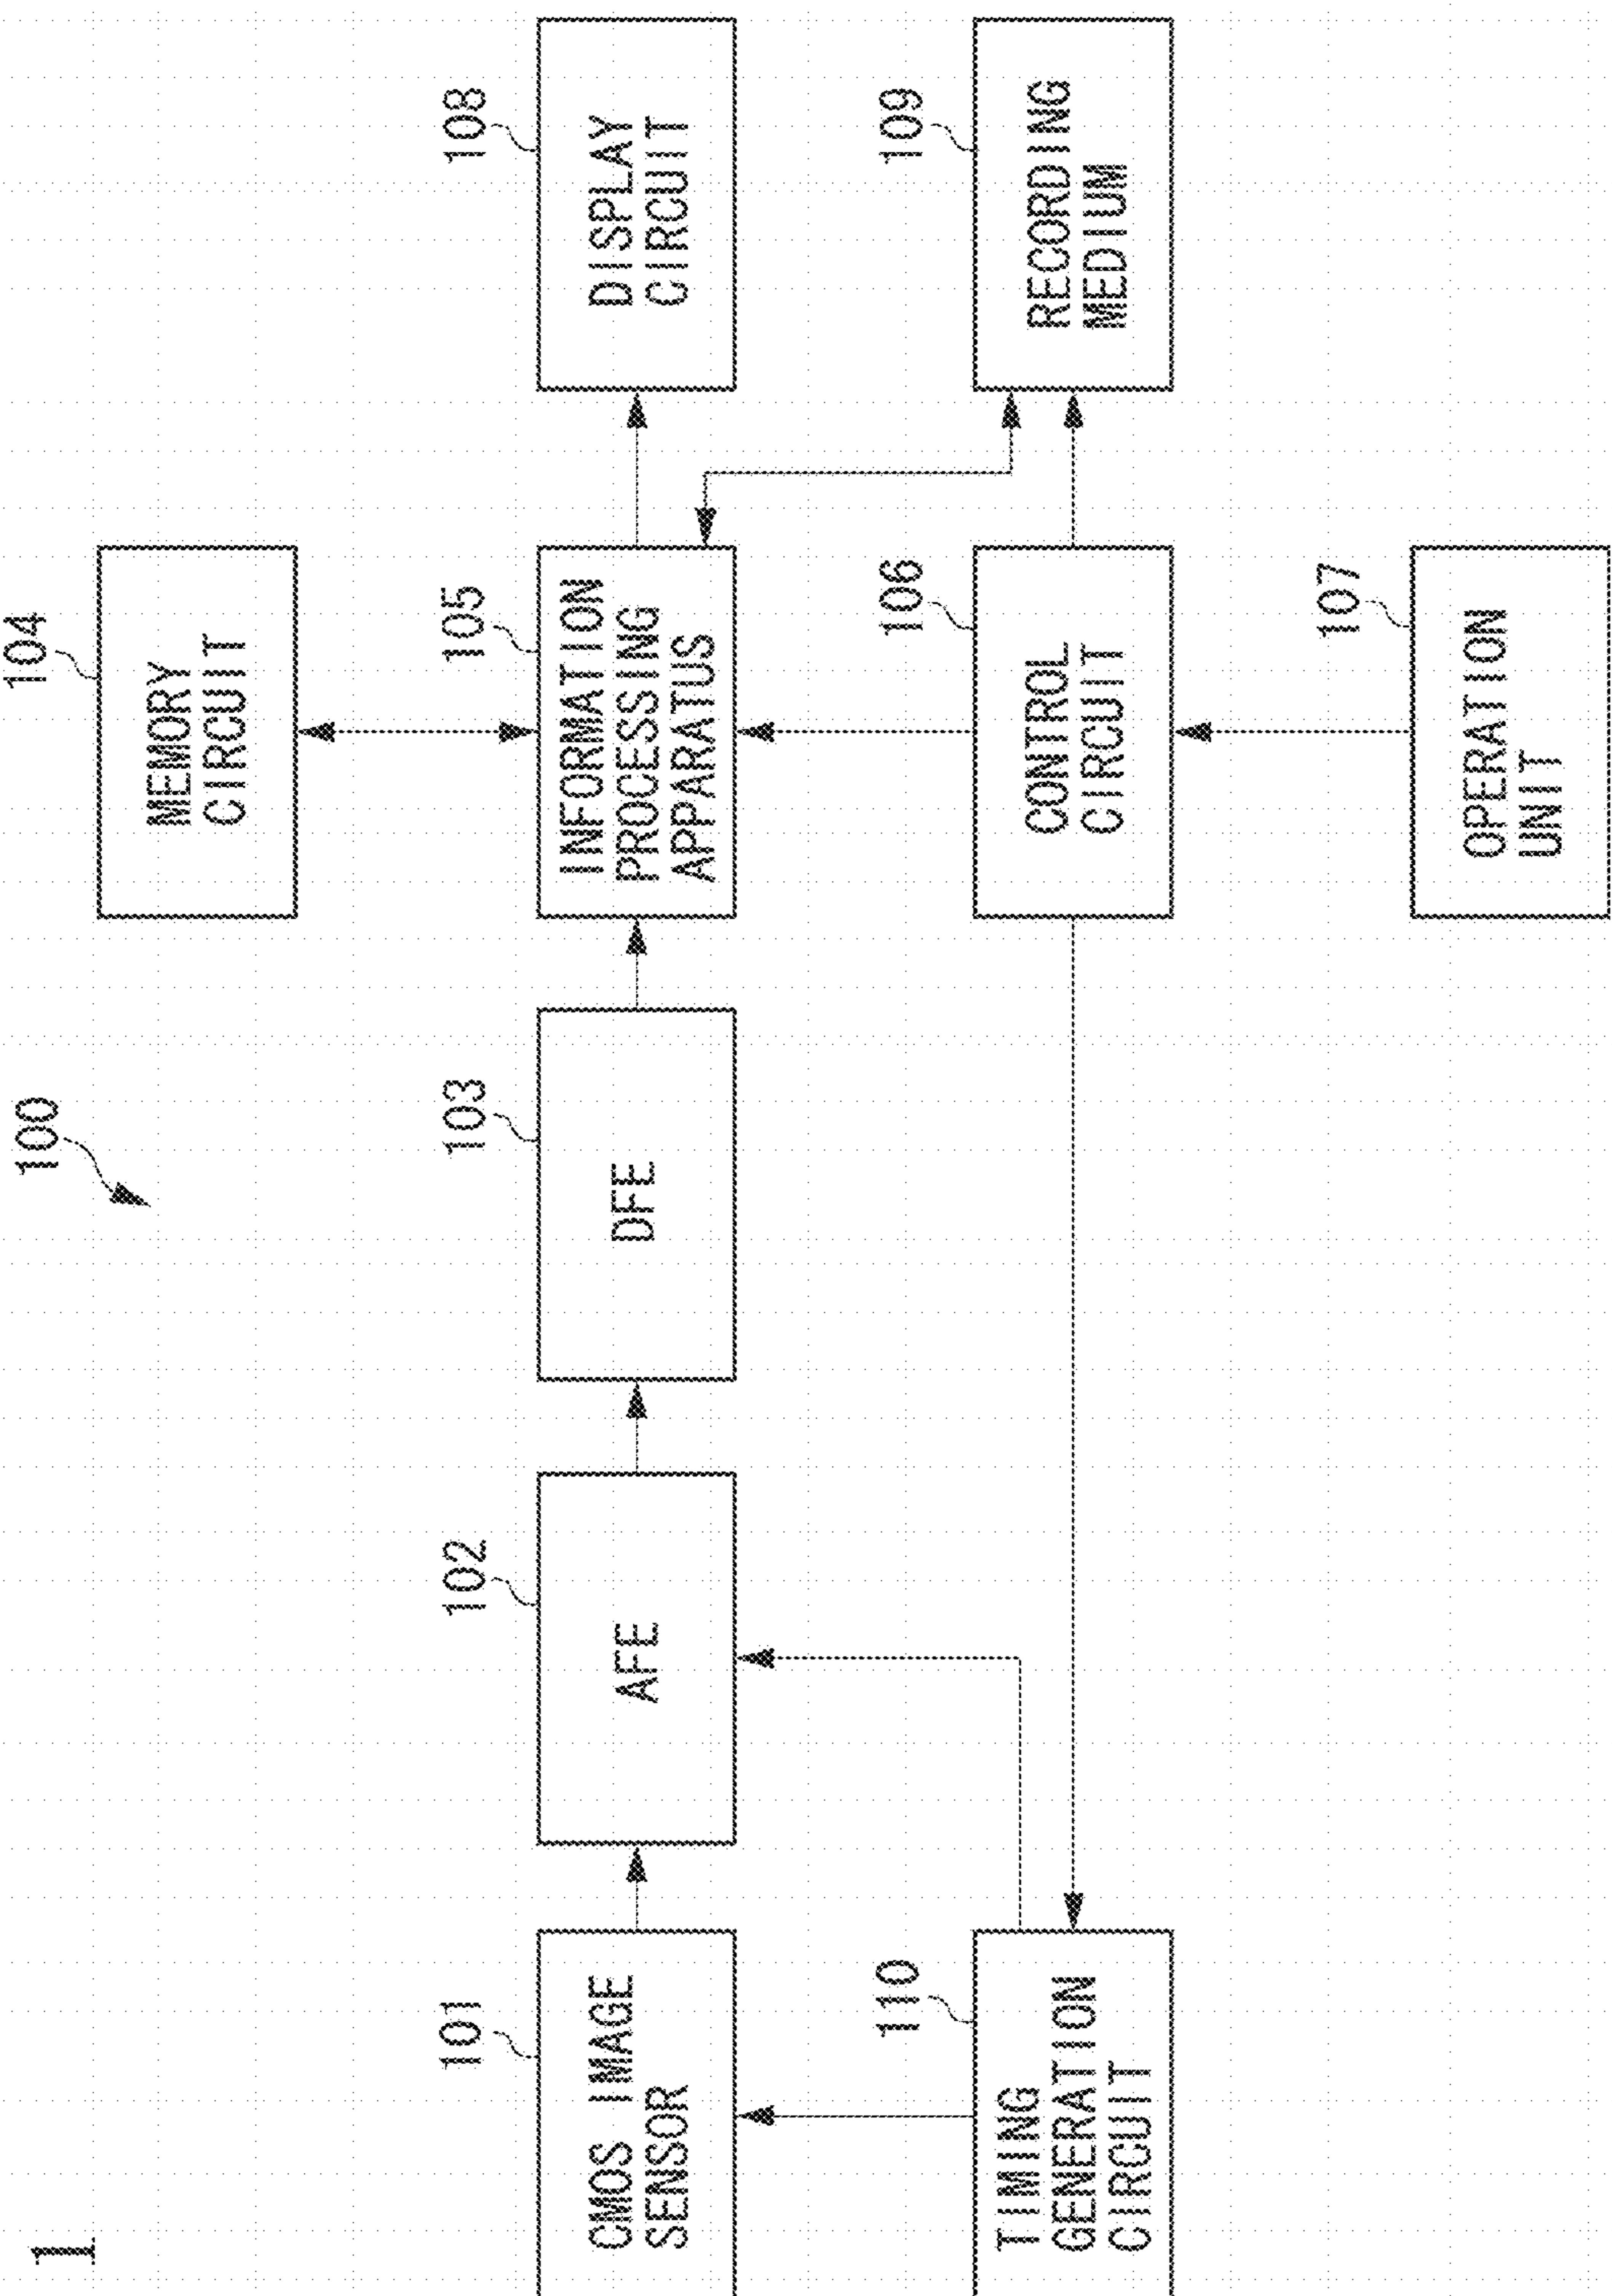 1
100
104
MEMORY
CIRCUIT
101
CMOS IMAGE
SENSOR
102
AFE
103
DFE
105
INFORMATION
PROCESSING
APPARATUS
108
DISPLAY
CIRCUIT
110
TIMING
GENERATION
CIRCUIT
106
CONTROL
CIRCUIT
109
RECORDING
MEDIUM
107
OPERATION
UNIT